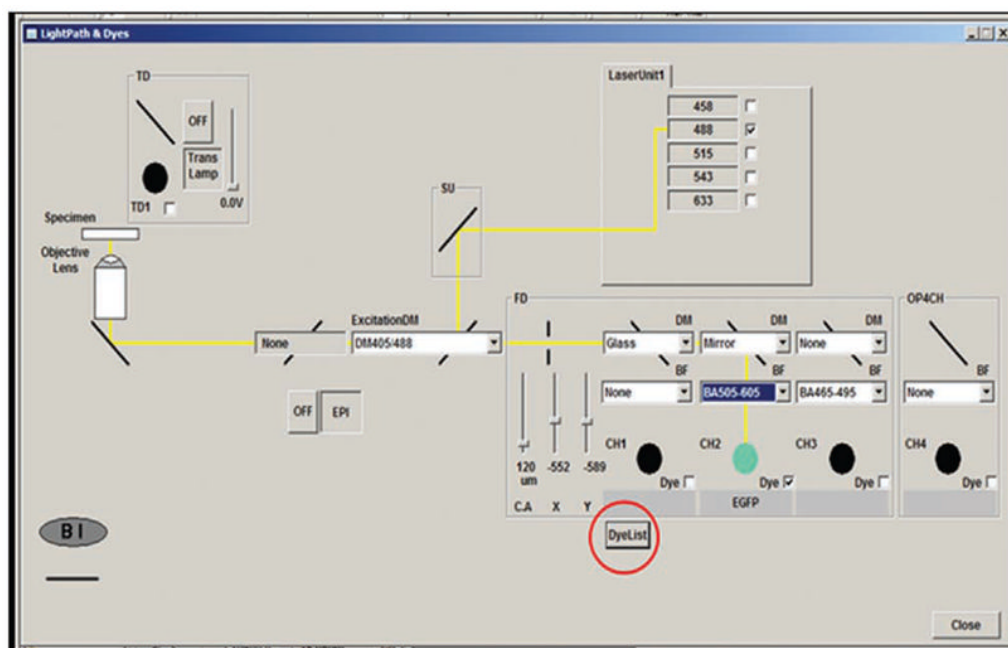 LightPath & Dyes
TD
OFF
Trans
Lamp
TD1
0.0V
LaserUnit1
458
488
515
543
633
SU
Specimen
Objective
Lens
ExcitationDM
None
DM405/488
OFF
EPI
FD
DM
DM
DM
Glass
Mirror
None
BF
BF
BF
None
BA505-605
BA465-495
CH1
CH2
CH3
120
um
-552
-589
Dye
Dye
Dye
C.A
X
Y
EGFP
OP4CH
BF
None
CH4
Dye
DyeList
B I
Close